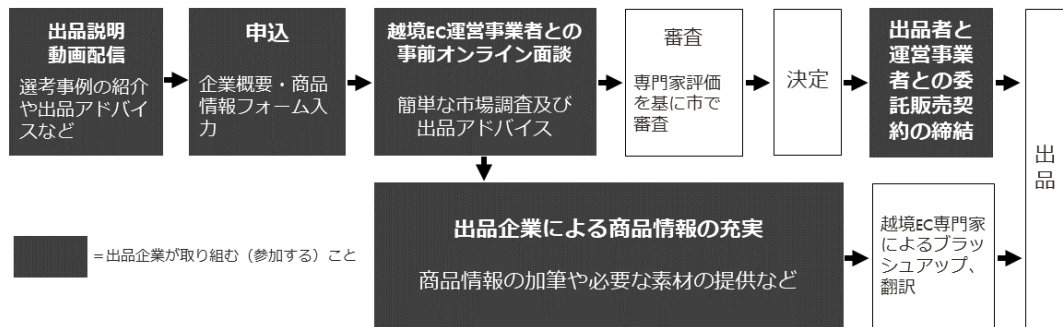 出品説明
動画配信
選考事例の紹介
や出品アドバイ
スなど
申込
企業概要・商品
情報フォーム入
力
越境EC運営事業者との
事前オンライン面談
簡単な市場調査及び
出品アドバイス
審査
専門家評価
を基に市で
審査
決定
出品者と
運営事業
者との委
託販売契
約の締結
出品
出品企業による商品情報の充実
商品情報の加筆や必要な素材の提供など
越境EC専門家
によるブラッ
シュアップ、
翻訳
＝出品企業が取り組む（参加する）こと